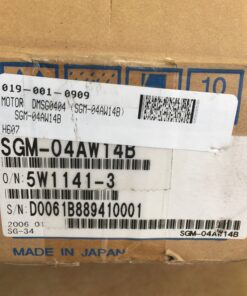 019-001-0909
MOTOR DMSG0404 (SGM-04AW14B)
SGM-04AW14B
H607
10
SGM-04AW14B
O/N: 5W1141-3
S/N: D0061B889410001
2006.01
SG-34
SGM-04AW14B
MADE IN JAPAN